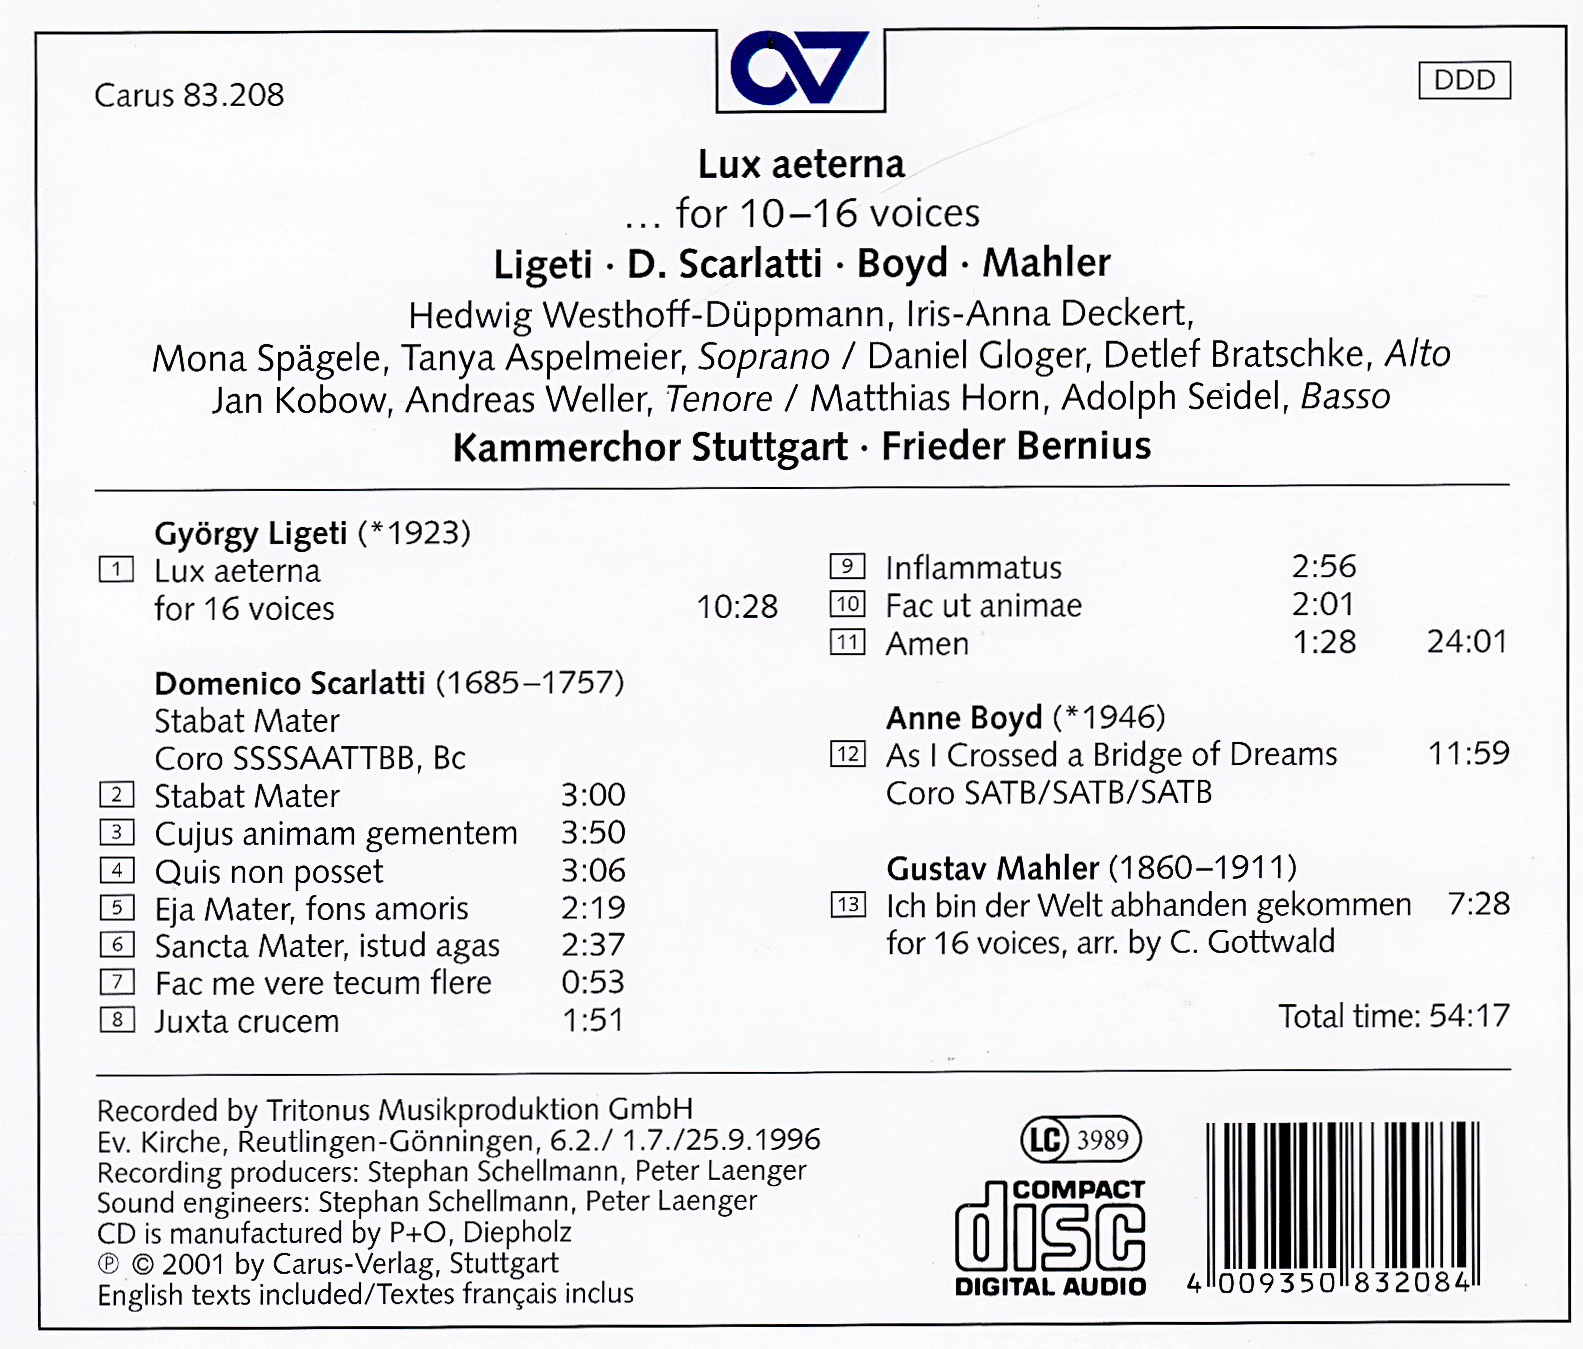 Carus 83.208
DDD
Lux aeterna
... for 10–16 voices
Ligeti · D. Scarlatti · Boyd · Mahler
Hedwig Westhoff-Düppmann, Iris-Anna Deckert,
Mona Spägele, Tanya Aspelmeier, Soprano / Daniel Gloger, Detlef Bratschke, Alto
Jan Kobow, Andreas Weller, Tenore / Matthias Horn, Adolph Seidel, Basso
Kammerchor Stuttgart · Frieder Bernius
György Ligeti (*1923)
1 Lux aeterna
for 16 voices 10:28
Domenico Scarlatti (1685–1757)
Stabat Mater
Coro SSSSAATTBB, Bc
2 Stabat Mater 3:00
3 Cujus animam gementem 3:50
4 Quis non posset 3:06
5 Eja Mater, fons amoris 2:19
6 Sancta Mater, istud agas 2:37
7 Fac me vere tecum flere 0:53
8 Juxta crucem 1:51
9 Inflammatus 2:56
10 Fac ut animae 2:01
11 Amen 1:28 24:01
Anne Boyd (*1946)
12 As I Crossed a Bridge of Dreams 11:59
Coro SATB/SATB/SATB
Gustav Mahler (1860–1911)
13 Ich bin der Welt abhanden gekommen 7:28
for 16 voices, arr. by C. Gottwald
Total time: 54:17
Recorded by Tritonus Musikproduktion GmbH
Ev. Kirche, Reutlingen-Gönningen, 6.2./ 1.7./25.9.1996
Recording producers: Stephan Schellmann, Peter Laenger
Sound engineers: Stephan Schellmann, Peter Laenger
CD is manufactured by P+O, Diepholz
℗ © 2001 by Carus-Verlag, Stuttgart
English texts included/Textes français inclus
LC 3989
COMPACT
disc
DIGITAL AUDIO
4 009350 832084